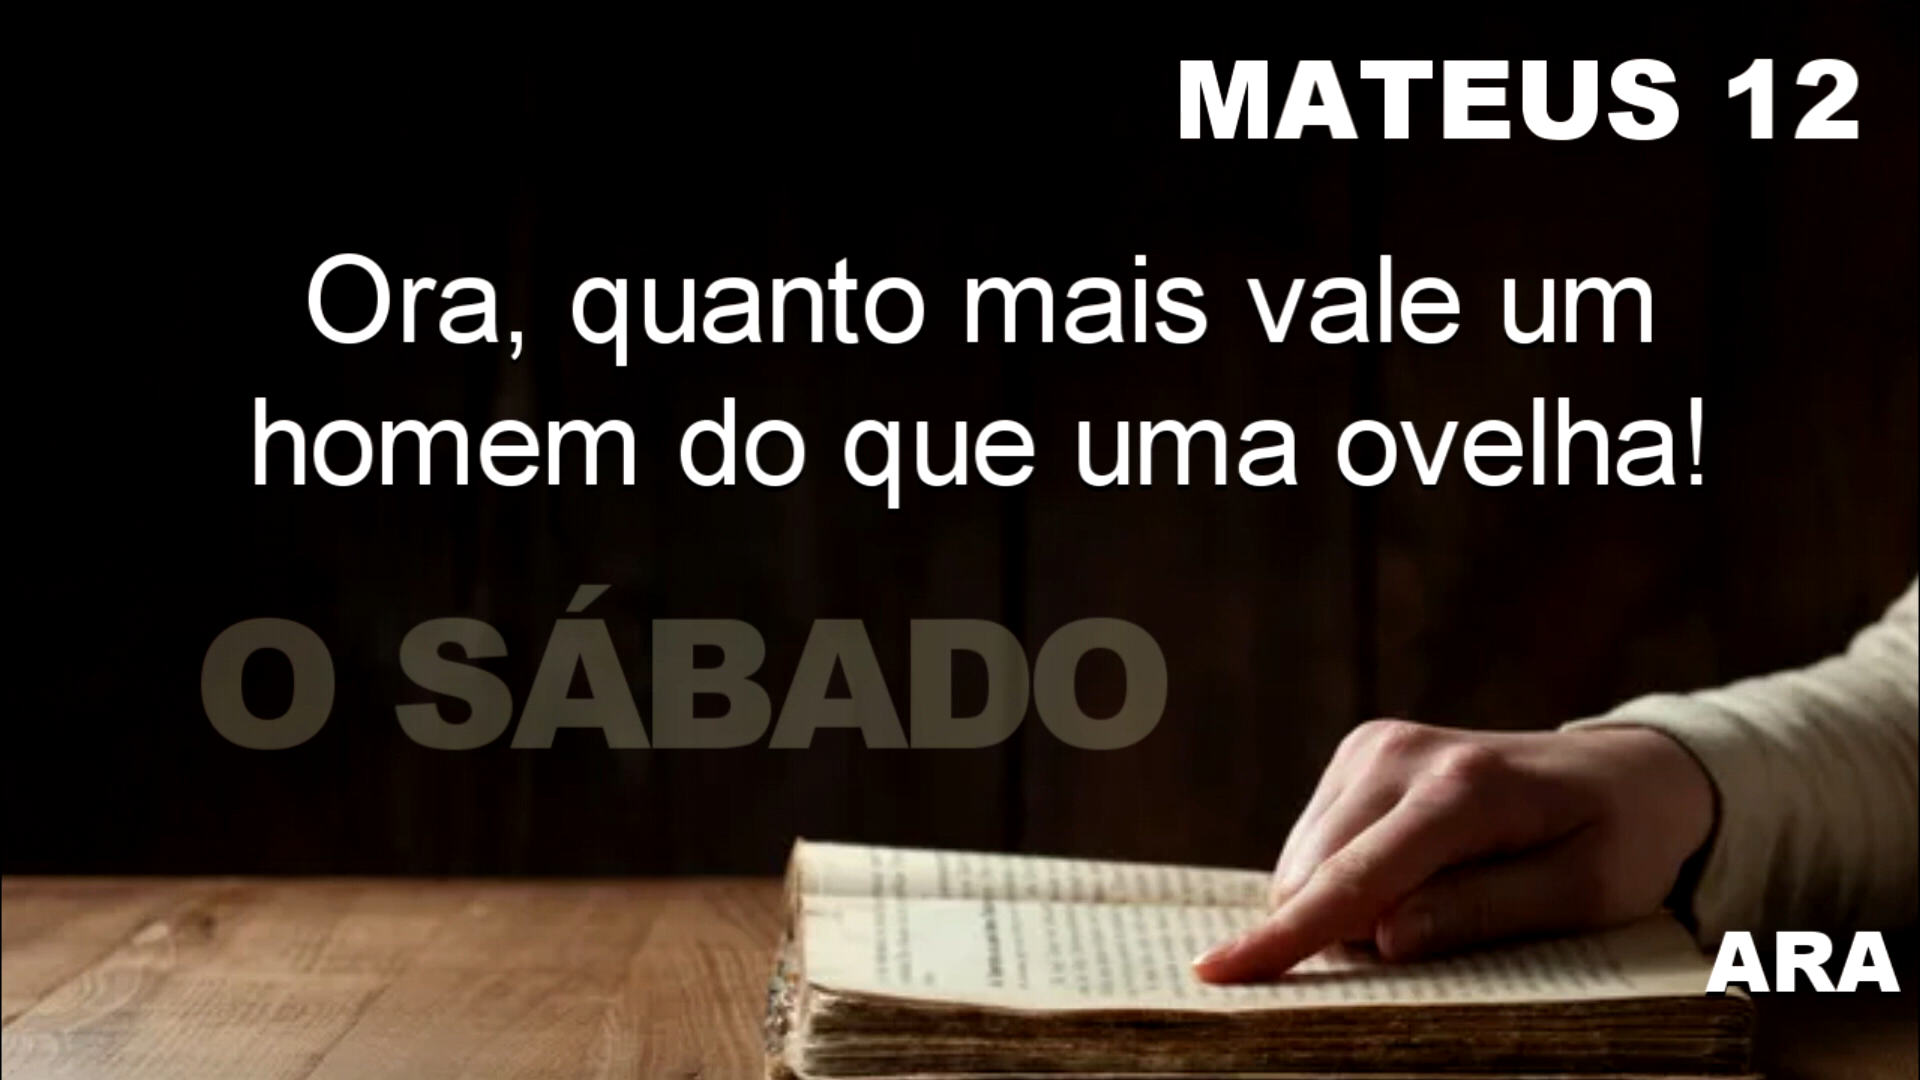 MATEUS 12
Ora, quanto mais vale um
homem do que uma ovelha!
O SÁBADO
ARA